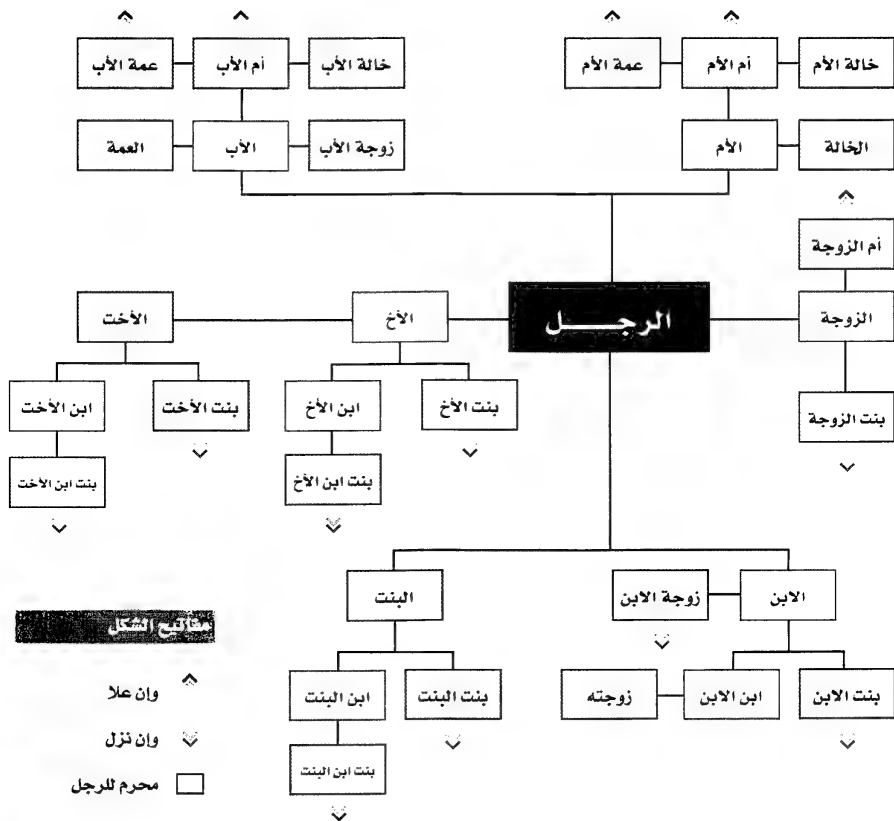 خالة الأم
أم الأم
عمة الأم
خالة الأب
أم الأب
عمة الأب
الخالة
الأم
زوجة الأب
الأب
العمة
أم الزوجة
الزوجة
الرجـــــل
الأخ
الأخت
بنت الزوجة
بنت الأخ
ابن الأخ
بنت الأخت
ابن الأخت
بنت ابن الأخ
بنت ابن الأخت
الابن
زوجة الابن
البنت
بنت الابن
ابن الابن
زوجته
بنت البنت
ابن البنت
بنت ابن البنت
مفاتيح الشكل
وإن علا
وإن نزل
محرم للرجل